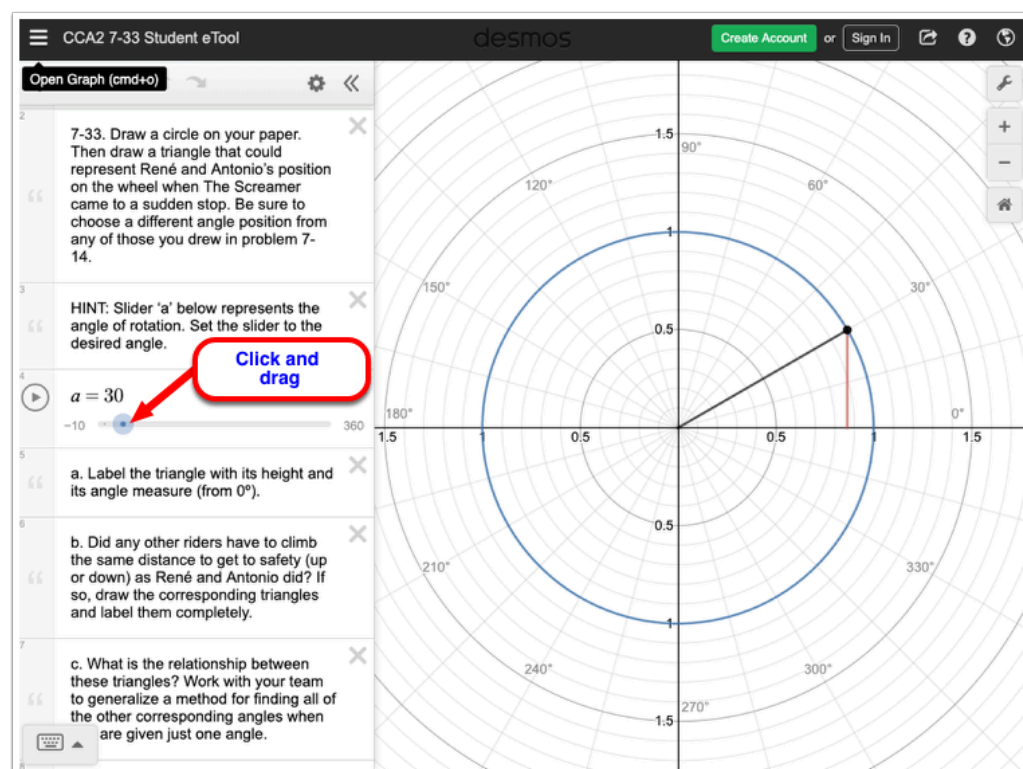 CCA2 7-33 Student eTool
desmos
Create Account or Sign In
Open Graph (cmd+o)
2
7-33. Draw a circle on your paper.
Then draw a triangle that could
represent René and Antonio's position
on the wheel when The Screamer
came to a sudden stop. Be sure to
choose a different angle position from
any of those you drew in problem 7-
14.
3
HINT: Slider 'a' below represents the
angle of rotation. Set the slider to the
desired angle.
Click and
drag
4
a = 30
-10
360
5
a. Label the triangle with its height and
its angle measure (from 0º).
6
b. Did any other riders have to climb
the same distance to get to safety (up
or down) as René and Antonio did? If
so, draw the corresponding triangles
and label them completely.
7
c. What is the relationship between
these triangles? Work with your team
to generalize a method for finding all of
the other corresponding angles when
are given just one angle.
1.5
90°
120°
60°
1
150°
30°
0.5
180°
0°
1.5
1
0.5
0.5
1
1.5
0.5
210°
330°
1
240°
300°
270°
1.5